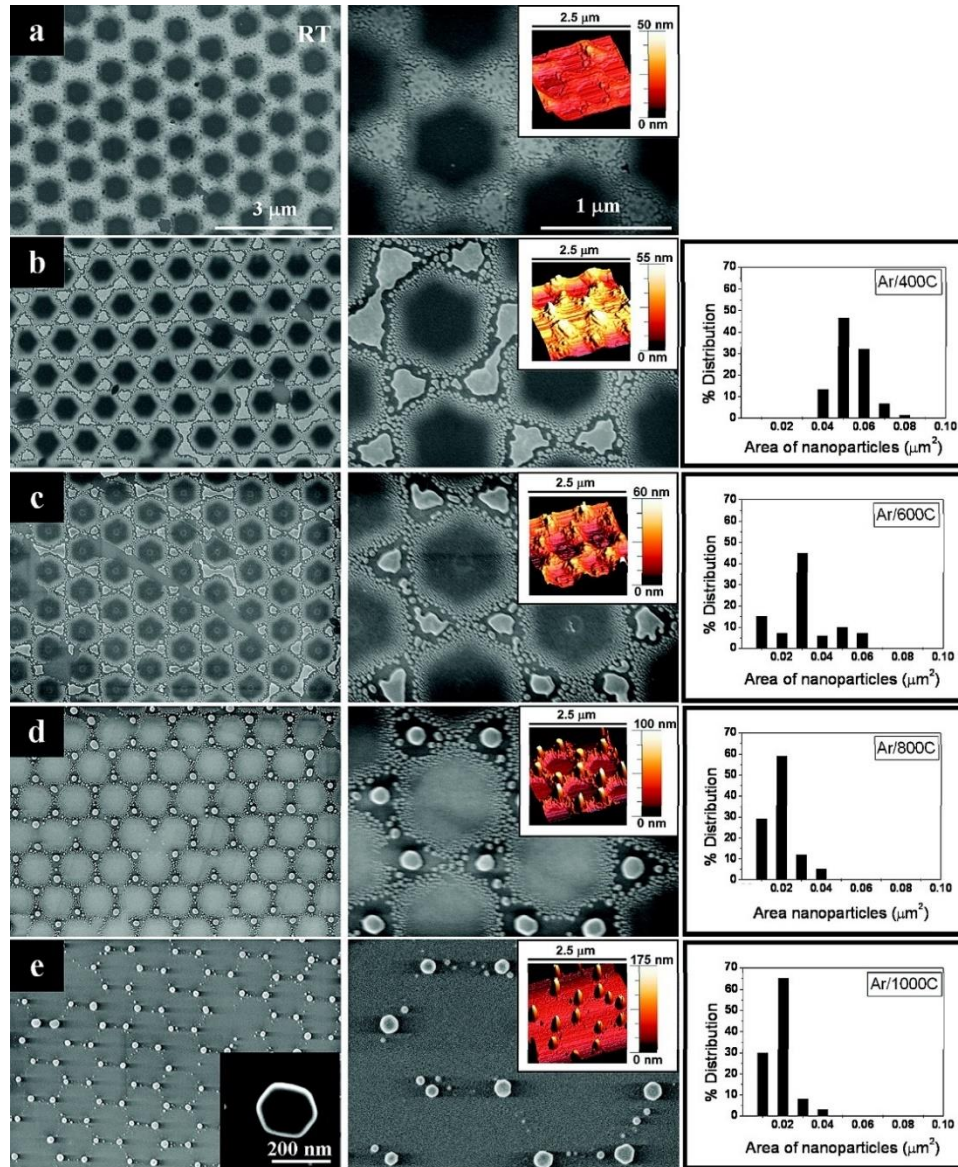 a
RT
3 μm
1 μm
2.5 μm
50 nm
0 nm
b
2.5 μm
55 nm
0 nm
Ar/400C
% Distribution
70
60
50
40
30
20
10
0
0.02
0.04
0.06
0.08
0.10
Area of nanoparticles (μm²)
c
2.5 μm
60 nm
0 nm
Ar/600C
% Distribution
70
60
50
40
30
20
10
0
0.02
0.04
0.06
0.08
0.10
Area of nanoparticles (μm²)
d
2.5 μm
100 nm
0 nm
Ar/800C
% Distribution
70
60
50
40
30
20
10
0
0.02
0.04
0.06
0.08
0.10
Area nanoparticles (μm²)
e
200 nm
2.5 μm
175 nm
0 nm
Ar/1000C
% Distribution
70
60
50
40
30
20
10
0
0.02
0.04
0.06
0.08
0.10
Area of nanoparticles (μm²)